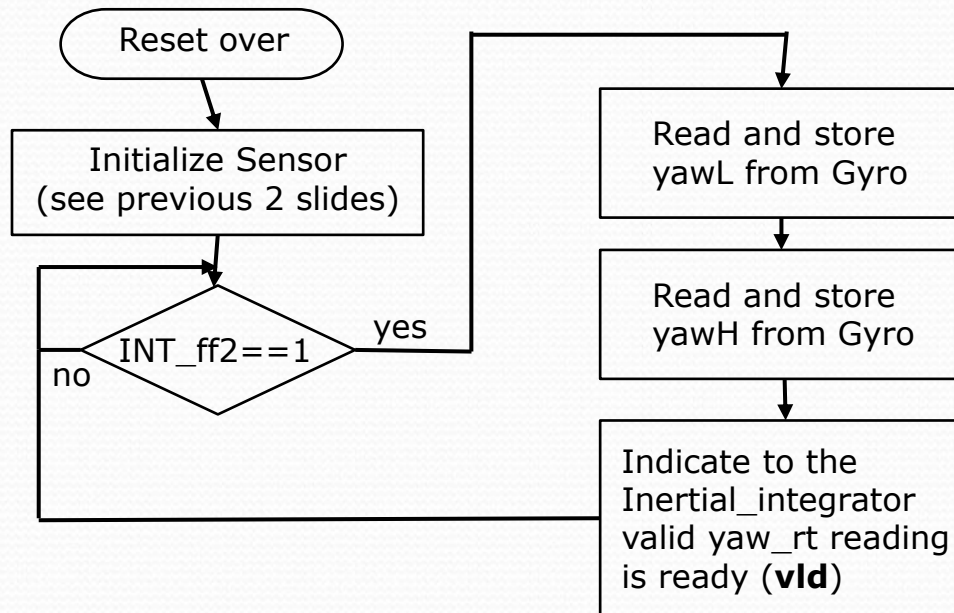 Reset over
Initialize Sensor
(see previous 2 slides)
INT_ff2==1
yes
no
Read and store
yawL from Gyro
Read and store
yawH from Gyro
Indicate to the
Inertial_integrator
valid yaw_rt reading
is ready (vld)